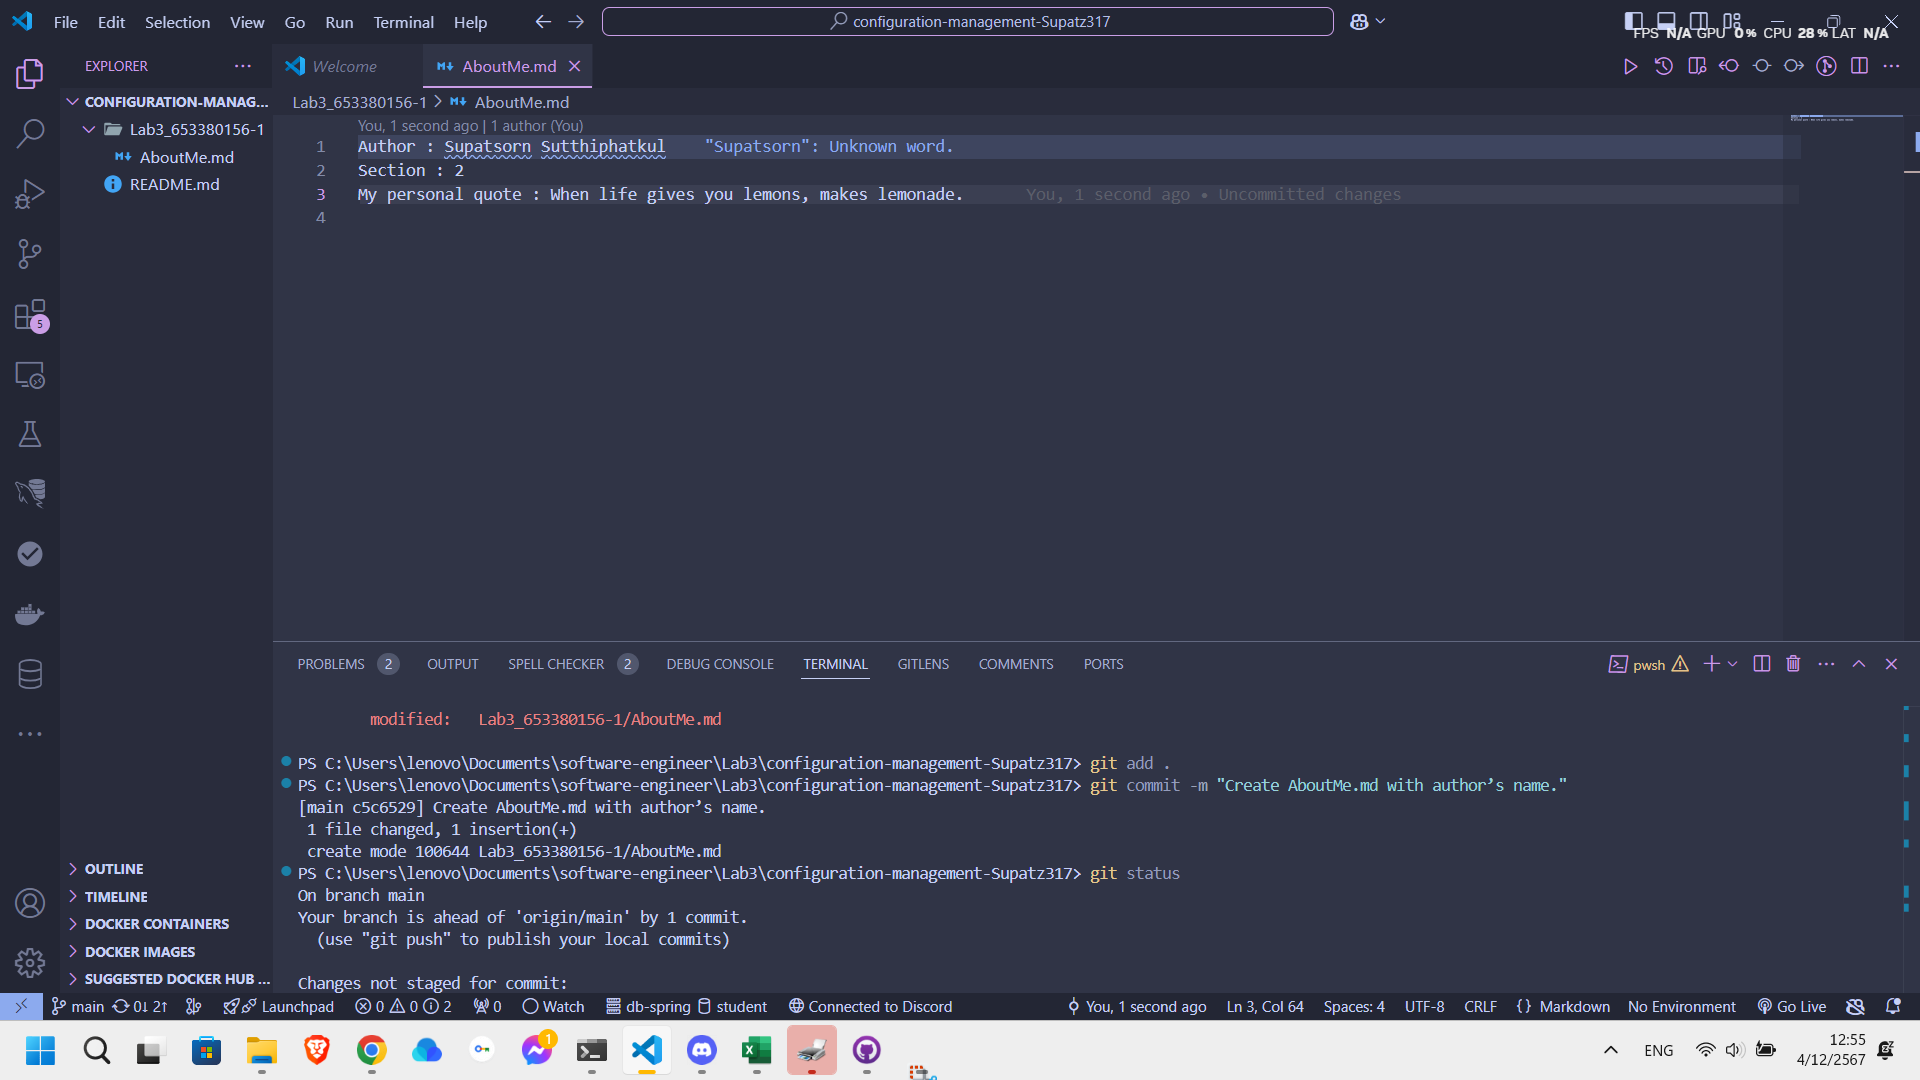 File Edit Selection View Go Run Terminal Help
configuration-management-Supatz317
FPS N/A GPU 0% CPU 28% LAT N/A
EXPLORER
Welcome
AboutMe.md
CONFIGURATION-MANAG...
Lab3_653380156-1
AboutMe.md
README.md
Lab3_653380156-1 > AboutMe.md
You, 1 second ago | 1 author (You)
1 Author : Supatsorn Sutthiphatkul "Supatsorn": Unknown word.
2 Section : 2
3 My personal quote : When life gives you lemons, makes lemonade. You, 1 second ago • Uncommitted changes
4
5
OUTLINE
TIMELINE
DOCKER CONTAINERS
DOCKER IMAGES
SUGGESTED DOCKER HUB ...
PROBLEMS 2 OUTPUT SPELL CHECKER 2 DEBUG CONSOLE TERMINAL GITLENS COMMENTS PORTS
pwsh
modified: Lab3_653380156-1/AboutMe.md
PS C:\Users\lenovo\Documents\software-engineer\Lab3\configuration-management-Supatz317> git add .
PS C:\Users\lenovo\Documents\software-engineer\Lab3\configuration-management-Supatz317> git commit -m "Create AboutMe.md with author’s name."
[main c5c6529] Create AboutMe.md with author’s name.
1 file changed, 1 insertion(+)
create mode 100644 Lab3_653380156-1/AboutMe.md
PS C:\Users\lenovo\Documents\software-engineer\Lab3\configuration-management-Supatz317> git status
On branch main
Your branch is ahead of 'origin/main' by 1 commit.
(use "git push" to publish your local commits)
Changes not staged for commit:
main 0↓ 2↑ Launchpad 0 0 2 0 Watch db-spring student Connected to Discord You, 1 second ago Ln 3, Col 64 Spaces: 4 UTF-8 CRLF {} Markdown No Environment Go Live
1
ENG
12:55
4/12/2567